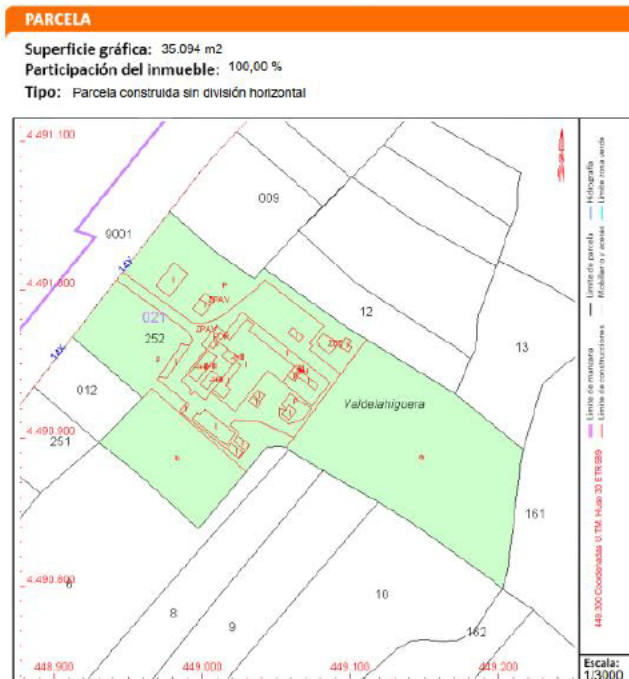 PARCELA
Superficie gráfica: 35.094 m2
Participación del inmueble: 100,00 %
Tipo: Parcela construida sin división horizontal
4.491.100
009
9001
14Y
P
12
021
252
ZPAV
13
14X
012
Valdelahiguera
4.490.900
251
161
4.490.800
10
8
9
162
448.900
449.000
449.100
449.200
Límite de manzana
Límite de parcela
Hidrografía
Límite de construcciones
Mobiliario y aceras
Límite zona verde
449.300 Coordenadas U.T.M. Huso 30 ETRS89
Escala:
1/3000